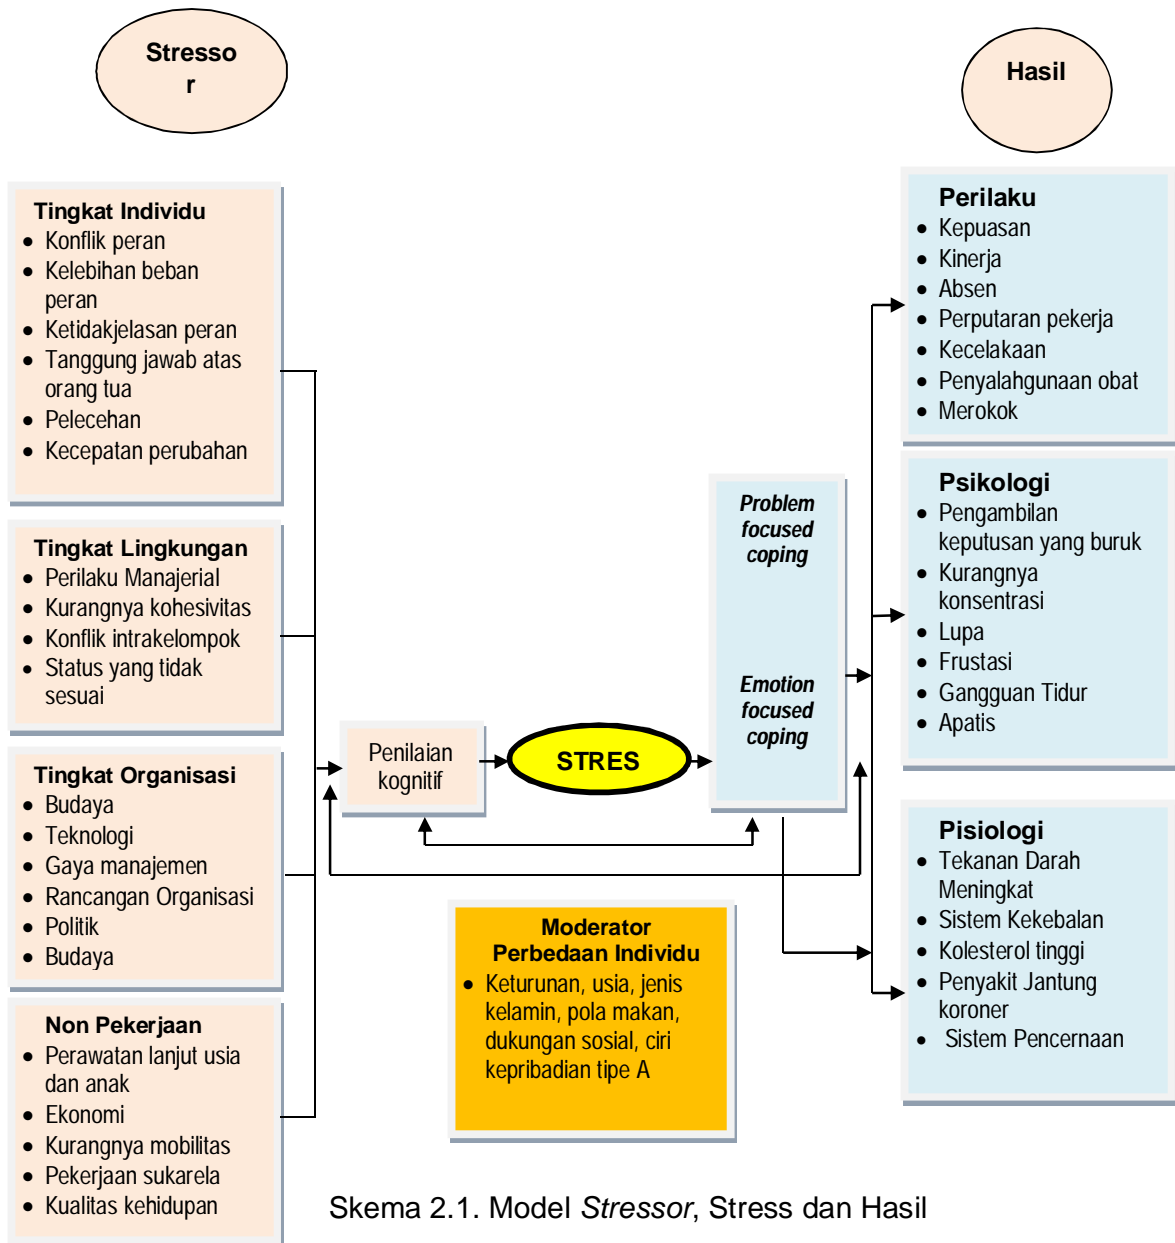 Stresso
r
Hasil
Tingkat Individu
• Konflik peran
• Kelebihan beban
peran
• Ketidakjelasan peran
• Tanggung jawab atas
orang tua
• Pelecehan
• Kecepatan perubahan
Tingkat Lingkungan
• Perilaku Manajerial
• Kurangnya kohesivitas
• Konflik intrakelompok
• Status yang tidak
sesuai
Tingkat Organisasi
• Budaya
• Teknologi
• Gaya manajemen
• Rancangan Organisasi
• Politik
• Budaya
Non Pekerjaan
• Perawatan lanjut usia
dan anak
• Ekonomi
• Kurangnya mobilitas
• Pekerjaan sukarela
• Kualitas kehidupan
Penilaian
kognitif
STRES
Problem
focused
coping
Emotion
focused
coping
Moderator
Perbedaan Individu
• Keturunan, usia, jenis
kelamin, pola makan,
dukungan sosial, ciri
kepribadian tipe A
Perilaku
• Kepuasan
• Kinerja
• Absen
• Perputaran pekerja
• Kecelakaan
• Penyalahgunaan obat
• Merokok
Psikologi
• Pengambilan
keputusan yang buruk
• Kurangnya
konsentrasi
• Lupa
• Frustasi
• Gangguan Tidur
• Apatis
Pisiologi
• Tekanan Darah
Meningkat
• Sistem Kekebalan
• Kolesterol tinggi
• Penyakit Jantung
koroner
• Sistem Pencernaan
Skema 2.1. Model Stressor, Stress dan Hasil